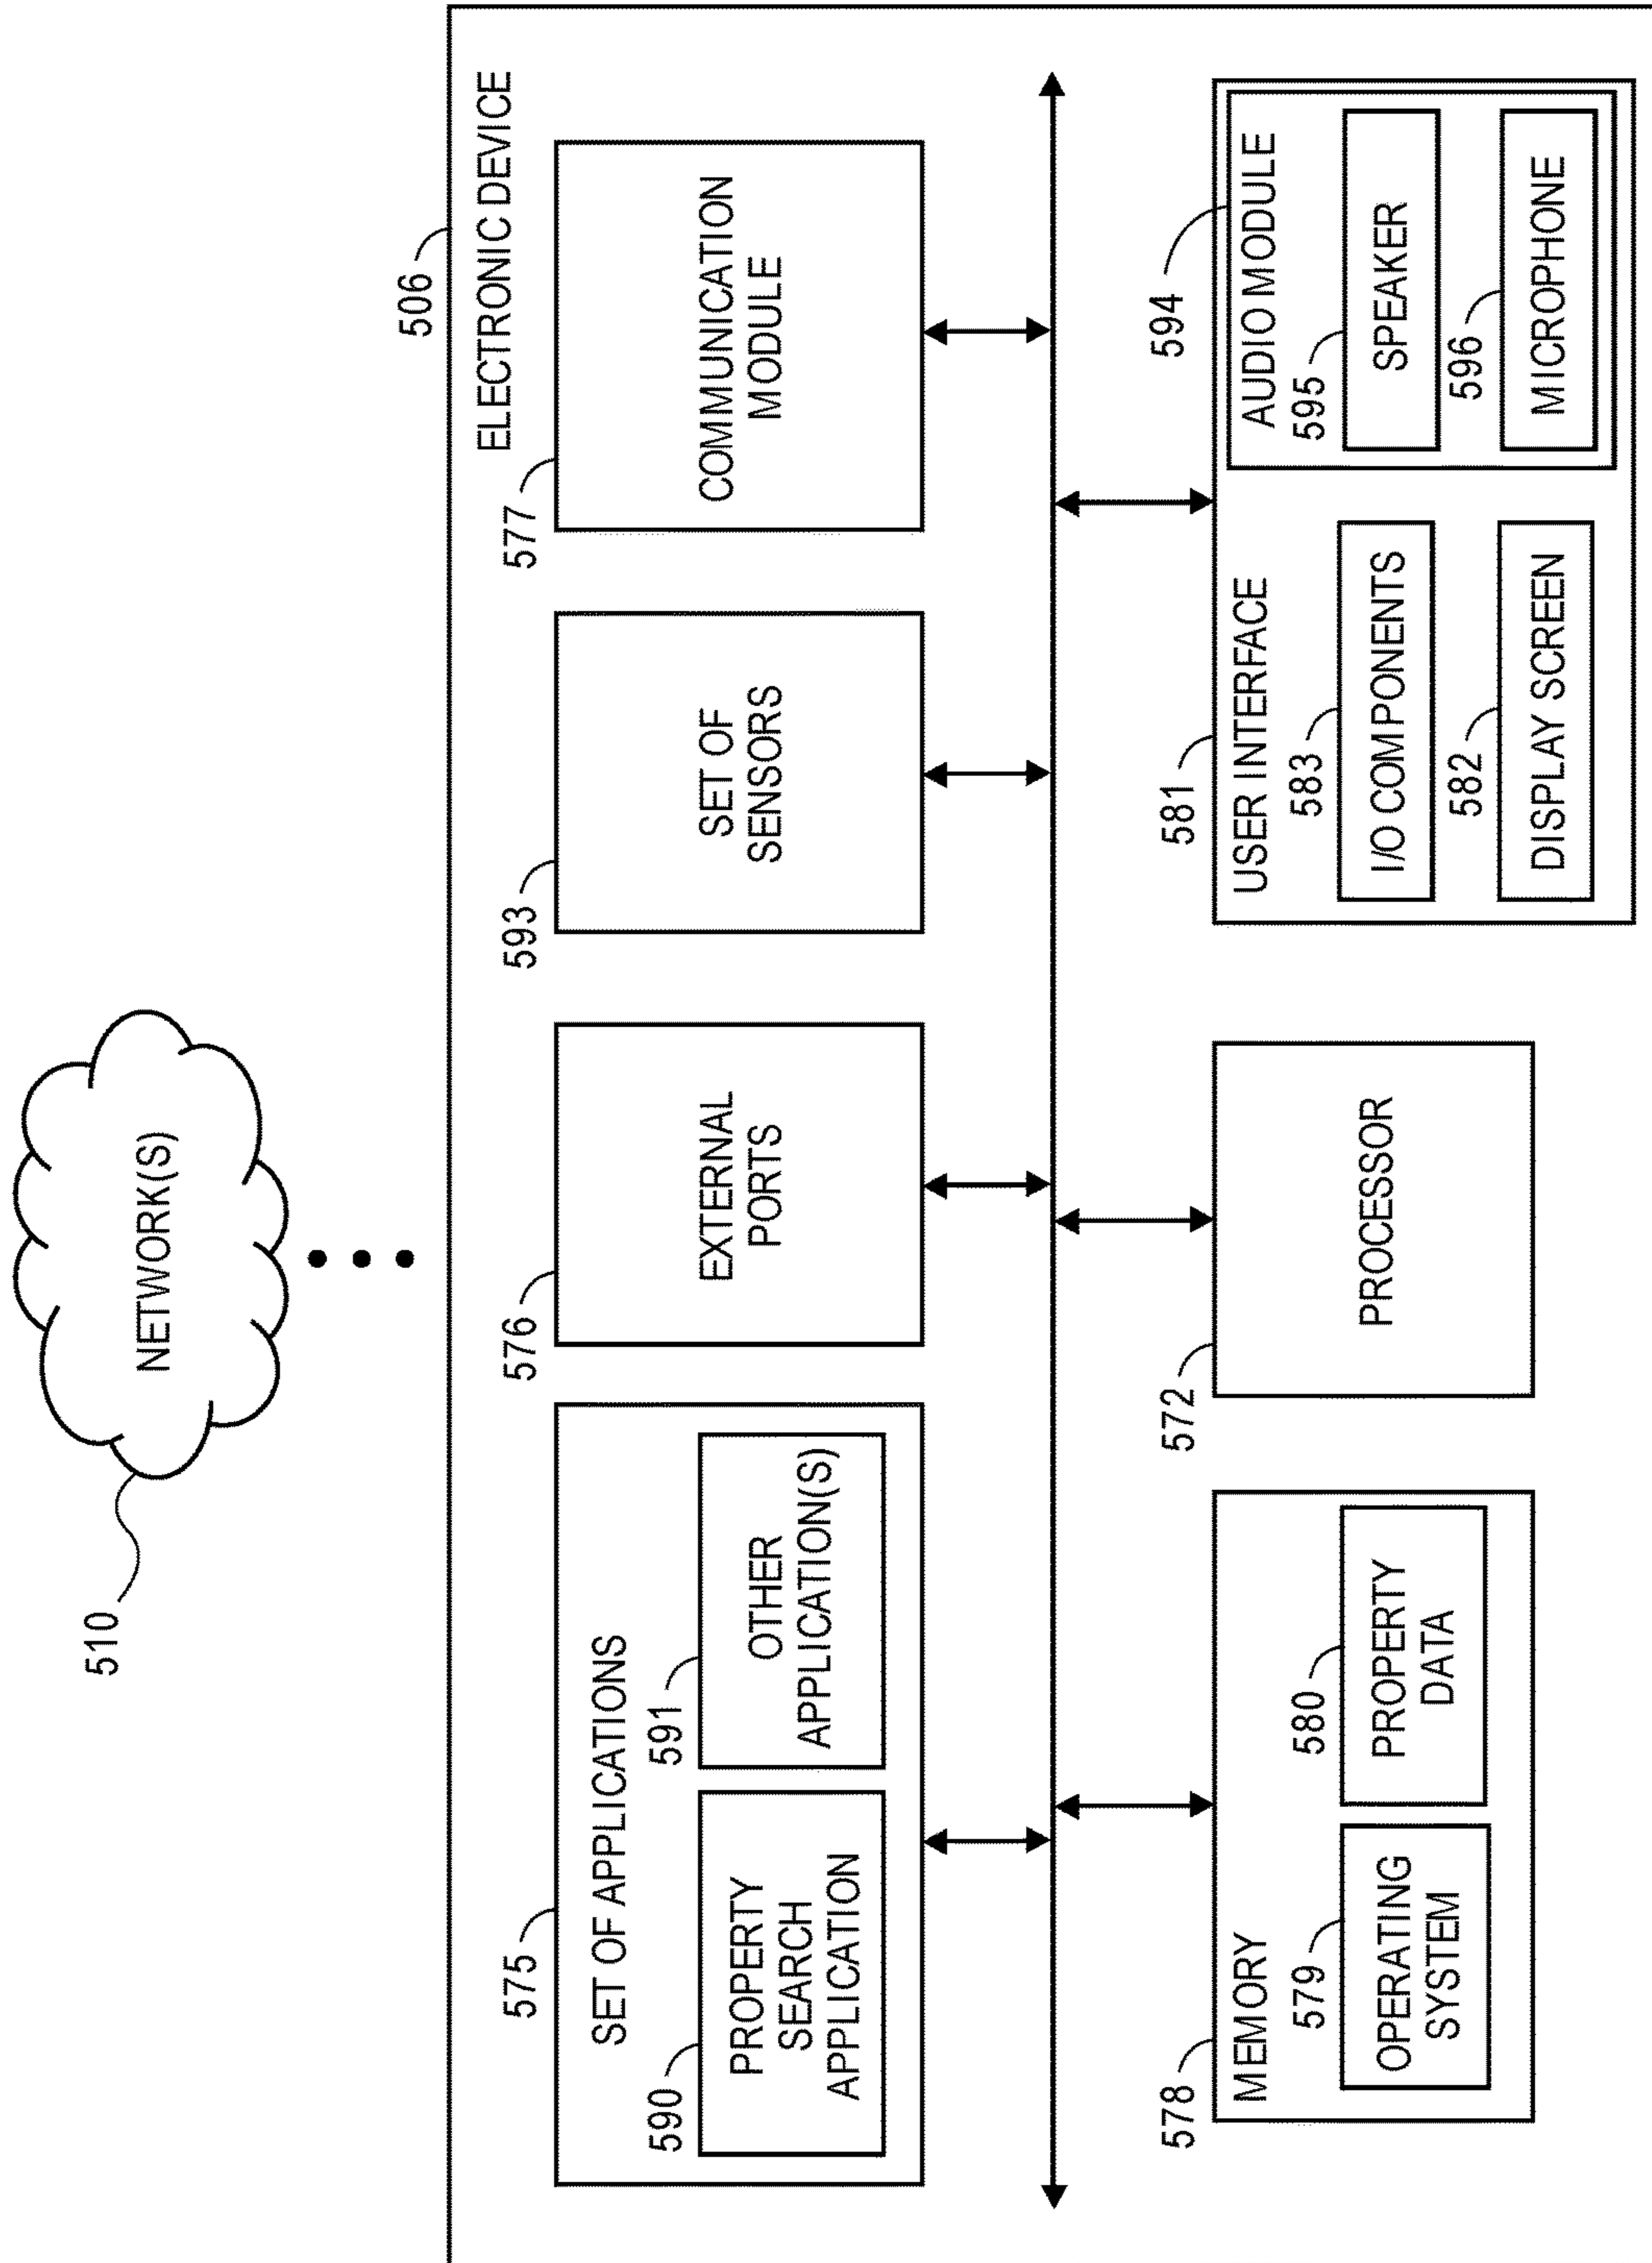 510
NETWORK(S)
506
ELECTRONIC DEVICE
575
SET OF APPLICATIONS
590
PROPERTY
SEARCH
APPLICATION
591
OTHER
APPLICATION(S)
576
EXTERNAL
PORTS
593
SET OF
SENSORS
577
COMMUNICATION
MODULE
578
MEMORY
579
OPERATING
SYSTEM
580
PROPERTY
DATA
572
PROCESSOR
581
USER INTERFACE
583
I/O COMPONENTS
582
DISPLAY SCREEN
594
AUDIO MODULE
595
SPEAKER
596
MICROPHONE